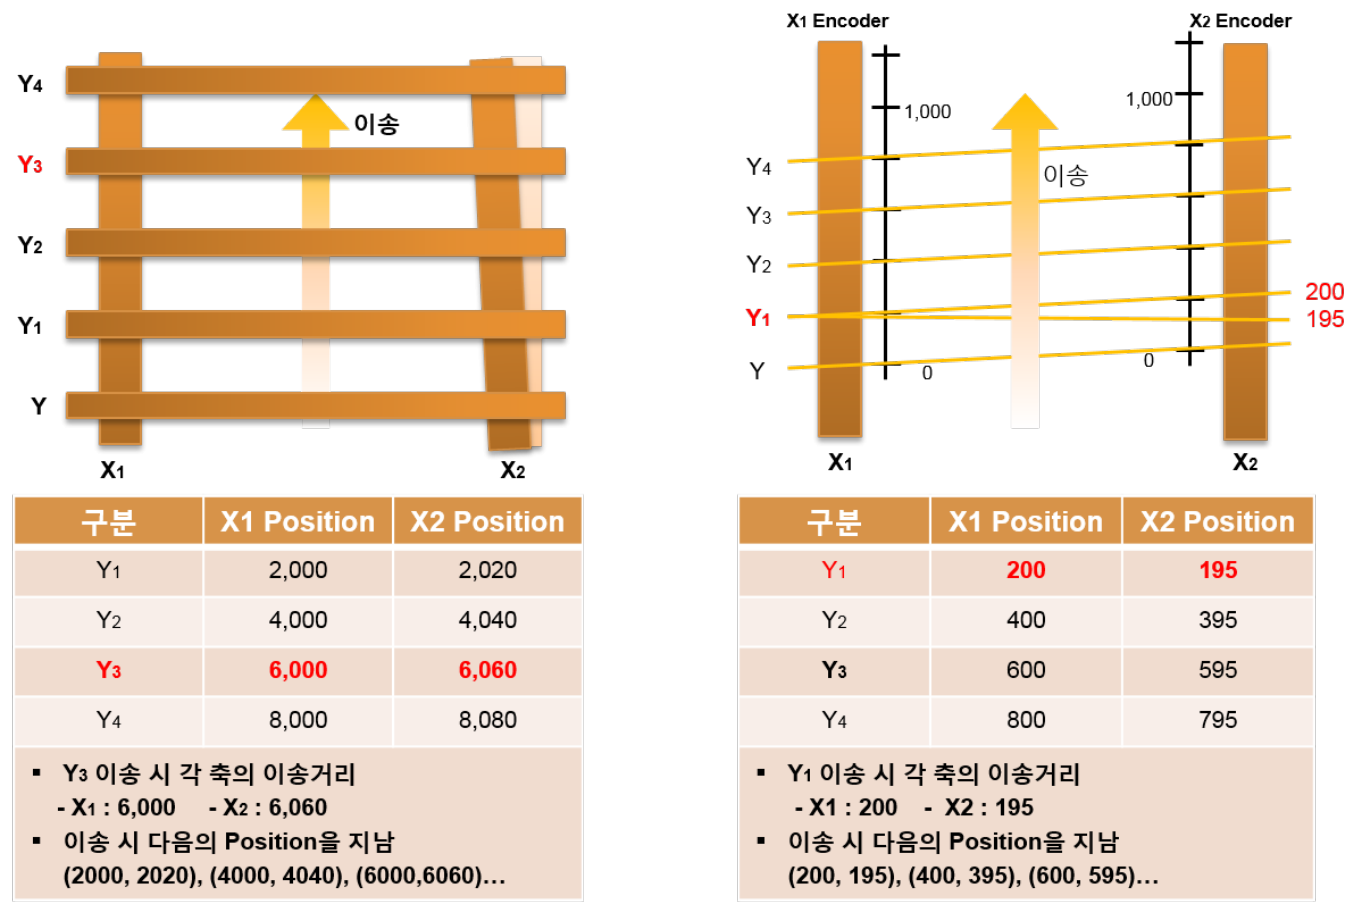 Y4
이송
Y3
Y2
Y1
Y
X1
X2
구분 X1 Position X2 Position
Y1 2,000 2,020
Y2 4,000 4,040
Y3 6,000 6,060
Y4 8,000 8,080
▪ Y3 이송 시 각 축의 이송거리
- X1 : 6,000 - X2 : 6,060
▪ 이송 시 다음의 Position을 지남
(2000, 2020), (4000, 4040), (6000,6060)…
X1 Encoder
X2 Encoder
1,000
1,000
Y4
이송
Y3
Y2
200
Y1
195
Y
0
0
X1
X2
구분 X1 Position X2 Position
Y1 200 195
Y2 400 395
Y3 600 595
Y4 800 795
▪ Y1 이송 시 각 축의 이송거리
- X1 : 200 - X2 : 195
▪ 이송 시 다음의 Position을 지남
(200, 195), (400, 395), (600, 595)…